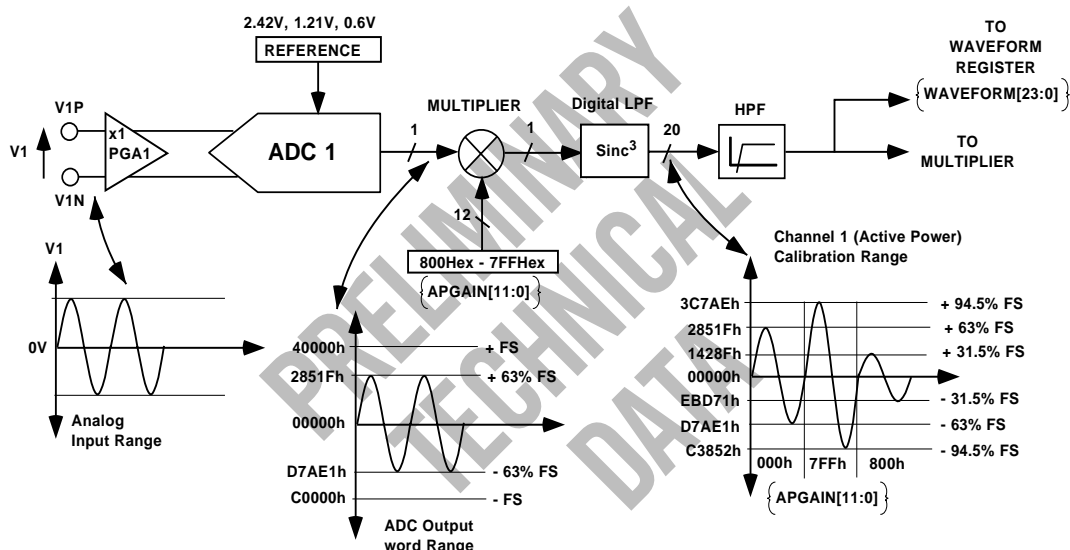 2.42V, 1.21V, 0.6V
REFERENCE
TO
WAVEFORM
REGISTER
WAVEFORM[23:0]
TO
MULTIPLIER
V1P
V1
V1N
x1
PGA1
ADC 1
1
MULTIPLIER
1
Digital LPF
Sinc3
20
HPF
12
800Hex - 7FFHex
APGAIN[11:0]
V1
0V
Analog
Input Range
40000h + FS
2851Fh + 63% FS
00000h
D7AE1h - 63% FS
C0000h - FS
ADC Output
word Range
Channel 1 (Active Power)
Calibration Range
3C7AEh + 94.5% FS
2851Fh + 63% FS
1428Fh + 31.5% FS
00000h
EBD71h - 31.5% FS
D7AE1h - 63% FS
C3852h - 94.5% FS
000h 7FFh 800h
APGAIN[11:0]
PRELIMINARY
TECHNICAL
DATA